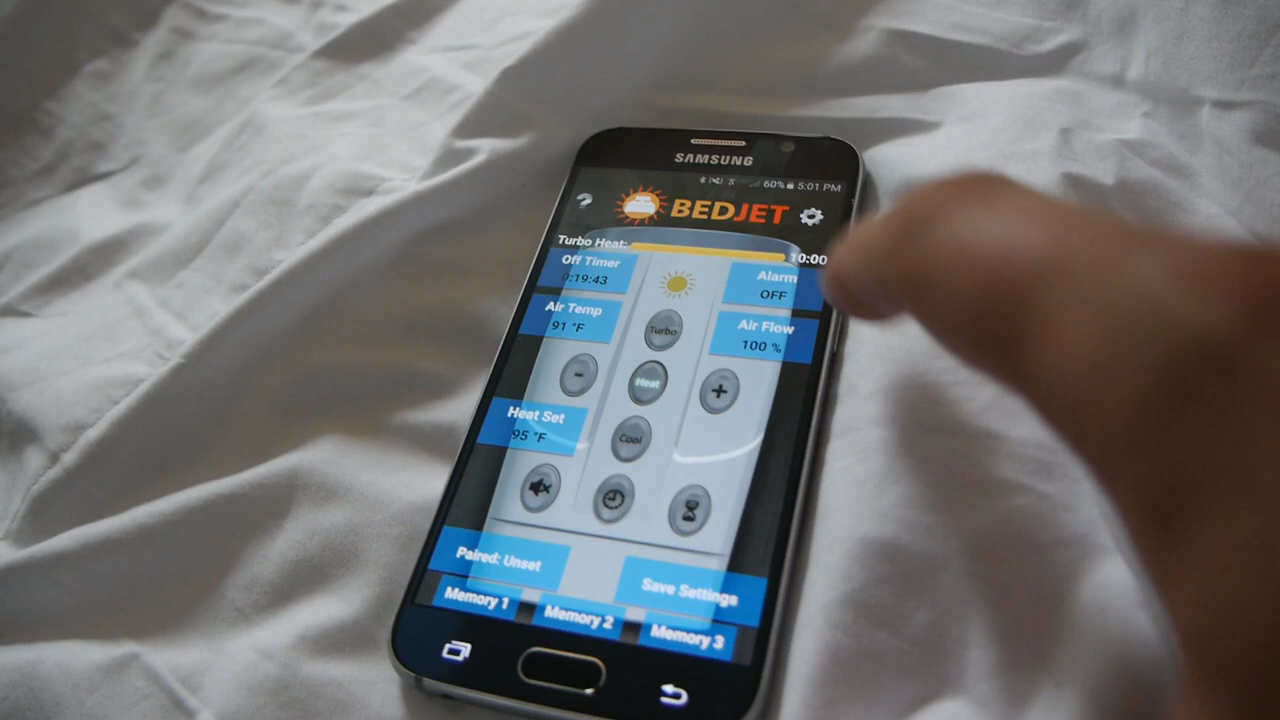 SAMSUNG
60% 5:01 PM
?
BEDJET
Turbo Heat: 10:00
Off Timer
0:19:43
Alarm
OFF
Air Temp
91 °F
Air Flow
100 %
Turbo
-
Heat
+
Heat Set
95 °F
Cool
Paired: Unset
Save Settings
Memory 1
Memory 2
Memory 3